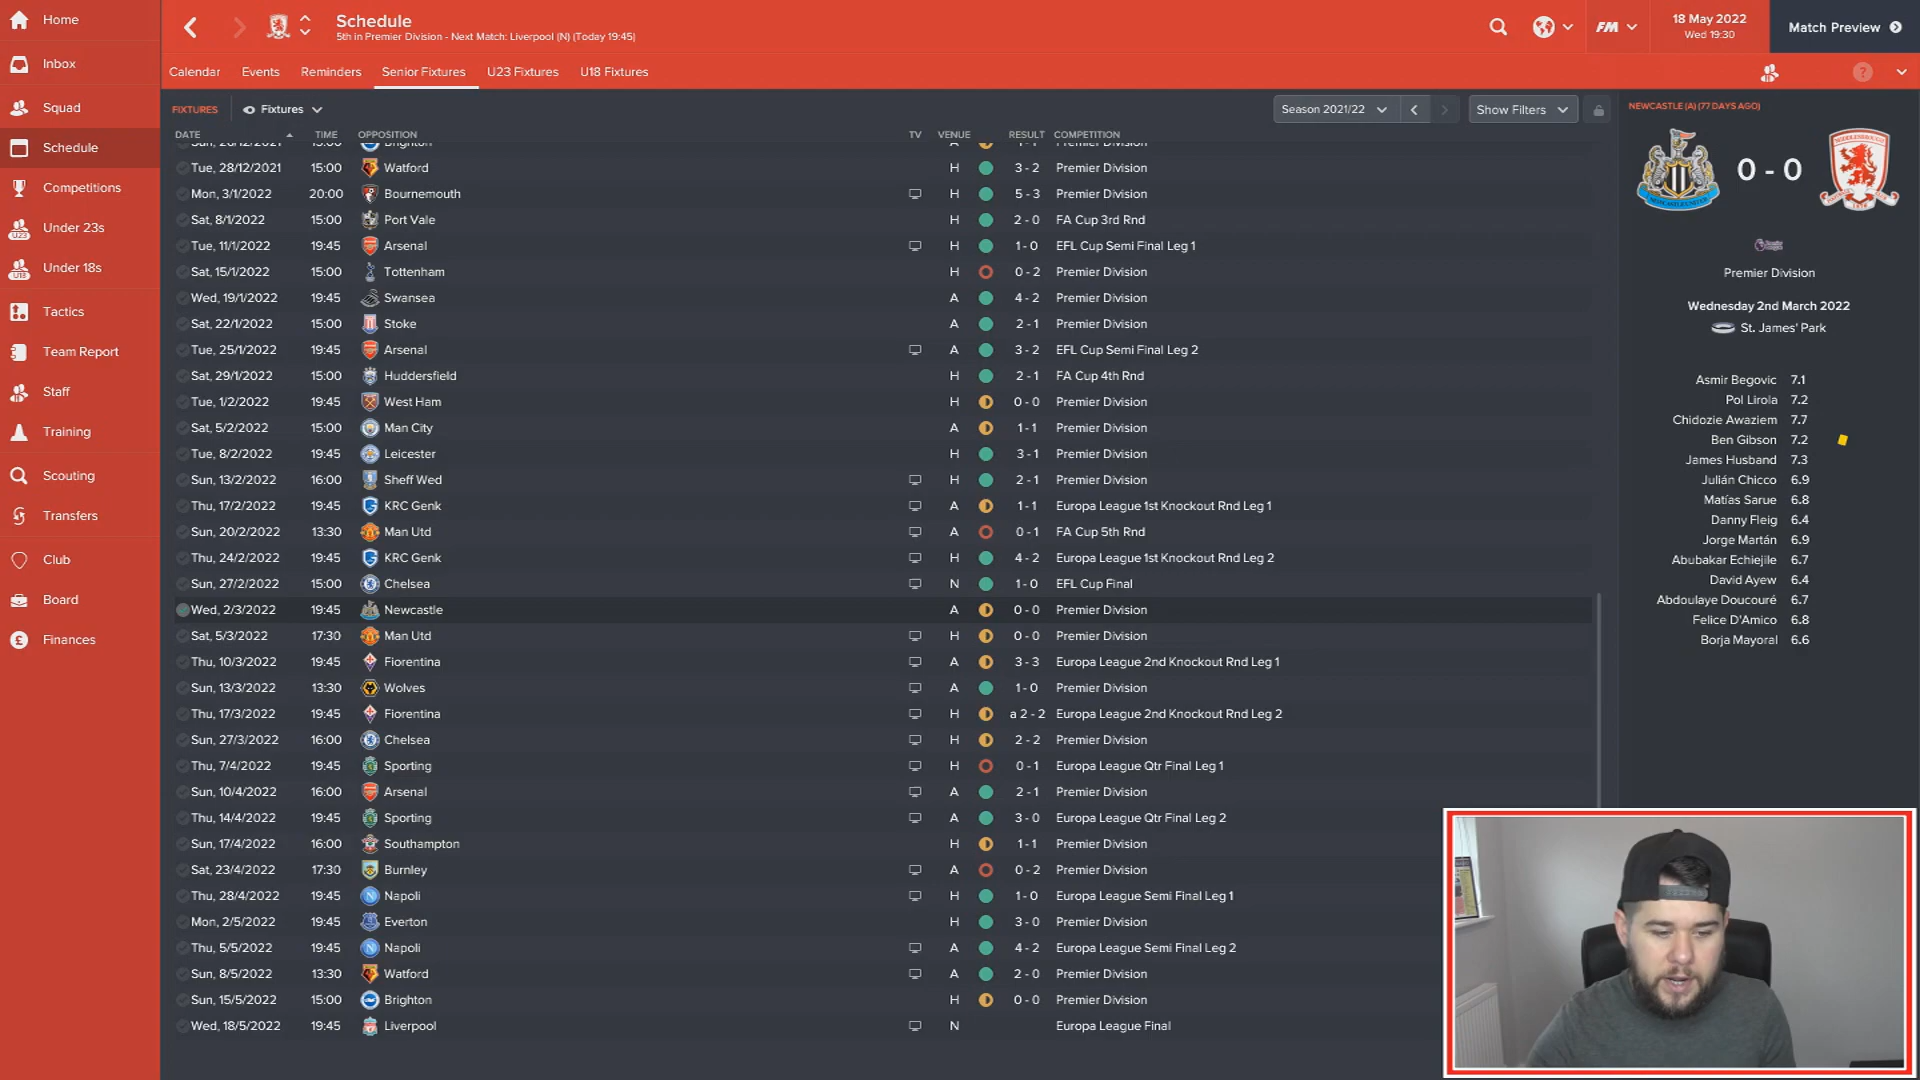 Home
Inbox
Squad
Schedule
Competitions
Under 23s
Under 18s
Tactics
Team Report
Staff
Training
Scouting
Transfers
Club
Board
Finances
Schedule
5th in Premier Division - Next Match: Liverpool (N) (Today 19:45)
FM
18 May 2022
Wed 19:30
Match Preview
Calendar Events Reminders Senior Fixtures U23 Fixtures U18 Fixtures
FIXTURES Fixtures Season 2021/22 Show Filters
DATE TIME OPPOSITION TV VENUE RESULT COMPETITION
Sun, 26/12/2021 15:00 Brighton A 1 - 1 Premier Division
Tue, 28/12/2021 15:00 Watford H 3 - 2 Premier Division
Mon, 3/1/2022 20:00 Bournemouth H 5 - 3 Premier Division
Sat, 8/1/2022 15:00 Port Vale H 2 - 0 FA Cup 3rd Rnd
Tue, 11/1/2022 19:45 Arsenal H 1 - 0 EFL Cup Semi Final Leg 1
Sat, 15/1/2022 15:00 Tottenham H 0 - 2 Premier Division
Wed, 19/1/2022 19:45 Swansea A 4 - 2 Premier Division
Sat, 22/1/2022 15:00 Stoke A 2 - 1 Premier Division
Tue, 25/1/2022 19:45 Arsenal A 3 - 2 EFL Cup Semi Final Leg 2
Sat, 29/1/2022 15:00 Huddersfield H 2 - 1 FA Cup 4th Rnd
Tue, 1/2/2022 19:45 West Ham H 0 - 0 Premier Division
Sat, 5/2/2022 15:00 Man City A 1 - 1 Premier Division
Tue, 8/2/2022 19:45 Leicester H 3 - 1 Premier Division
Sun, 13/2/2022 16:00 Sheff Wed H 2 - 1 Premier Division
Thu, 17/2/2022 19:45 KRC Genk A 1 - 1 Europa League 1st Knockout Rnd Leg 1
Sun, 20/2/2022 13:30 Man Utd A 0 - 1 FA Cup 5th Rnd
Thu, 24/2/2022 19:45 KRC Genk H 4 - 2 Europa League 1st Knockout Rnd Leg 2
Sun, 27/2/2022 15:00 Chelsea N 1 - 0 EFL Cup Final
Wed, 2/3/2022 19:45 Newcastle A 0 - 0 Premier Division
Sat, 5/3/2022 17:30 Man Utd H 0 - 0 Premier Division
Thu, 10/3/2022 19:45 Fiorentina A 3 - 3 Europa League 2nd Knockout Rnd Leg 1
Sun, 13/3/2022 13:30 Wolves A 1 - 0 Premier Division
Thu, 17/3/2022 19:45 Fiorentina H a 2 - 2 Europa League 2nd Knockout Rnd Leg 2
Sun, 27/3/2022 16:00 Chelsea H 2 - 2 Premier Division
Thu, 7/4/2022 19:45 Sporting H 0 - 1 Europa League Qtr Final Leg 1
Sun, 10/4/2022 16:00 Arsenal A 2 - 1 Premier Division
Thu, 14/4/2022 19:45 Sporting A 3 - 0 Europa League Qtr Final Leg 2
Sun, 17/4/2022 16:00 Southampton H 1 - 1 Premier Division
Sat, 23/4/2022 17:30 Burnley A 0 - 2 Premier Division
Thu, 28/4/2022 19:45 Napoli H 1 - 0 Europa League Semi Final Leg 1
Mon, 2/5/2022 19:45 Everton H 3 - 0 Premier Division
Thu, 5/5/2022 19:45 Napoli A 4 - 2 Europa League Semi Final Leg 2
Sun, 8/5/2022 13:30 Watford A 2 - 0 Premier Division
Sun, 15/5/2022 15:00 Brighton H 0 - 0 Premier Division
Wed, 18/5/2022 19:45 Liverpool N Europa League Final
NEWCASTLE (A) (77 DAYS AGO)
0 - 0
Premier Division
Wednesday 2nd March 2022
St. James' Park
Asmir Begovic 7.1
Pol Lirola 7.2
Chidozie Awaziem 7.7
Ben Gibson 7.2
James Husband 7.3
Julián Chicco 6.9
Matías Sarue 6.8
Danny Fleig 6.4
Jorge Martán 6.9
Abubakar Echiejile 6.7
David Ayew 6.4
Abdoulaye Doucouré 6.7
Felice D'Amico 6.8
Borja Mayoral 6.6